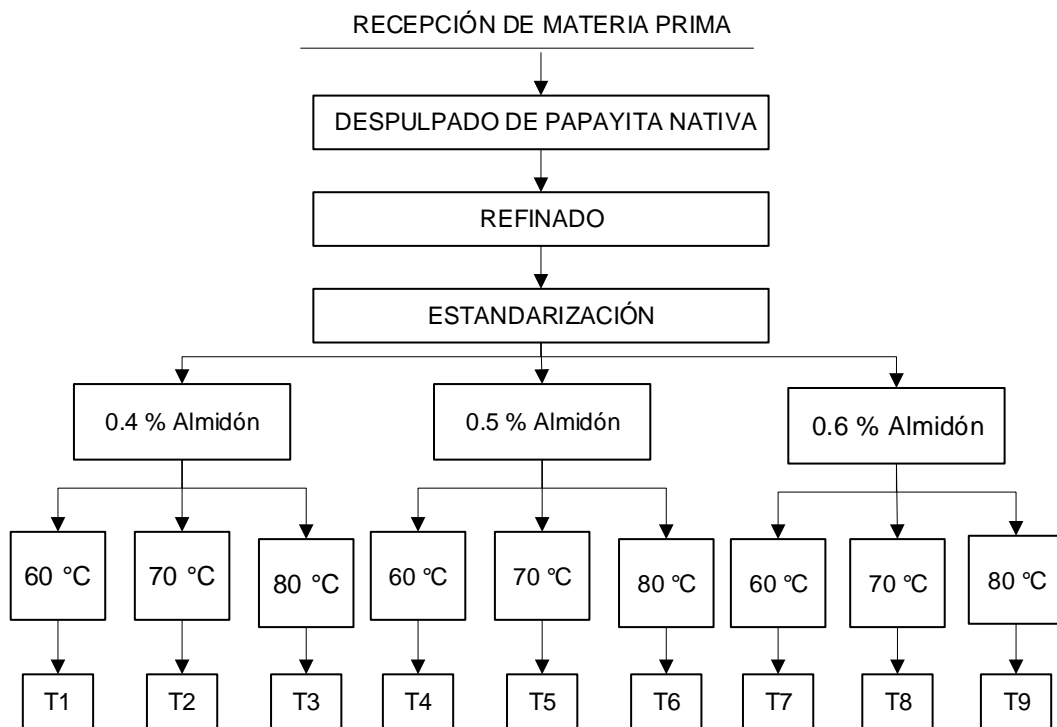 RECEPCIÓN DE MATERIA PRIMA
DESPULPADO DE PAPAYITA NATIVA
REFINADO
ESTANDARIZACIÓN
0.4 % Almidón
0.5 % Almidón
0.6 % Almidón
60 °C
70 °C
80 °C
60 °C
70 °C
80 °C
60 °C
70 °C
80 °C
T1
T2
T3
T4
T5
T6
T7
T8
T9